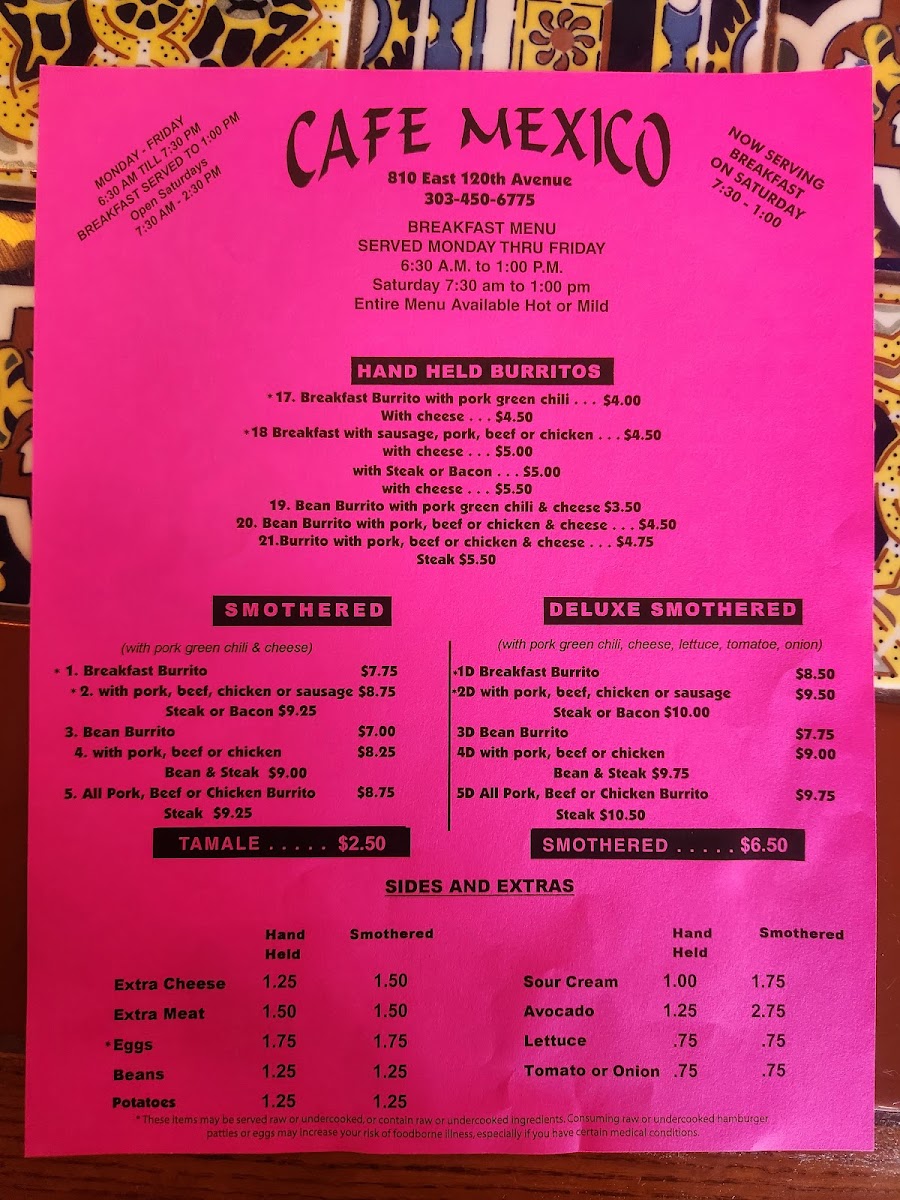 MONDAY - FRIDAY
6:30 AM TILL 7:30 PM
BREAKFAST SERVED TO 1:00 PM
Open Saturdays
7:30 AM - 2:30 PM
CAFE MEXICO
810 East 120th Avenue
303-450-6775
NOW SERVING
BREAKFAST
ON SATURDAY
7:30 - 1:00
BREAKFAST MENU
SERVED MONDAY THRU FRIDAY
6:30 A.M. to 1:00 P.M.
Saturday 7:30 am to 1:00 pm
Entire Menu Available Hot or Mild
HAND HELD BURRITOS
*17. Breakfast Burrito with pork green chili . . . $4.00
With cheese . . . $4.50
*18 Breakfast with sausage, pork, beef or chicken . . . $4.50
with cheese . . . $5.00
with Steak or Bacon . . . $5.00
with cheese . . . $5.50
19. Bean Burrito with pork green chili & cheese $3.50
20. Bean Burrito with pork, beef or chicken & cheese . . . $4.50
21.Burrito with pork, beef or chicken & cheese . . . $4.75
Steak $5.50
SMOTHERED
(with pork green chili & cheese)
* 1. Breakfast Burrito $7.75
*2. with pork, beef, chicken or sausage $8.75
Steak or Bacon $9.25
3. Bean Burrito $7.00
4. with pork, beef or chicken $8.25
Bean & Steak $9.00
5. All Pork, Beef or Chicken Burrito $8.75
Steak $9.25
DELUXE SMOTHERED
(with pork green chili, cheese, lettuce, tomatoe, onion)
*1D Breakfast Burrito $8.50
*2D with pork, beef, chicken or sausage $9.50
Steak or Bacon $10.00
3D Bean Burrito $7.75
4D with pork, beef or chicken $9.00
Bean & Steak $9.75
5D All Pork, Beef or Chicken Burrito $9.75
Steak $10.50
TAMALE . . . . . $2.50
SMOTHERED . . . . . $6.50
SIDES AND EXTRAS
Hand Held Smothered
Extra Cheese 1.25 1.50
Extra Meat 1.50 1.50
*Eggs 1.75 1.75
Beans 1.25 1.25
Potatoes 1.25 1.25
Hand Held Smothered
Sour Cream 1.00 1.75
Avocado 1.25 2.75
Lettuce .75 .75
Tomato or Onion .75 .75
* These Items may be served raw or undercooked, or contain raw or undercooked ingredients. Consuming raw or undercooked hamburger
patties or eggs may increase your risk of foodborne illness, especially if you have certain medical conditions.